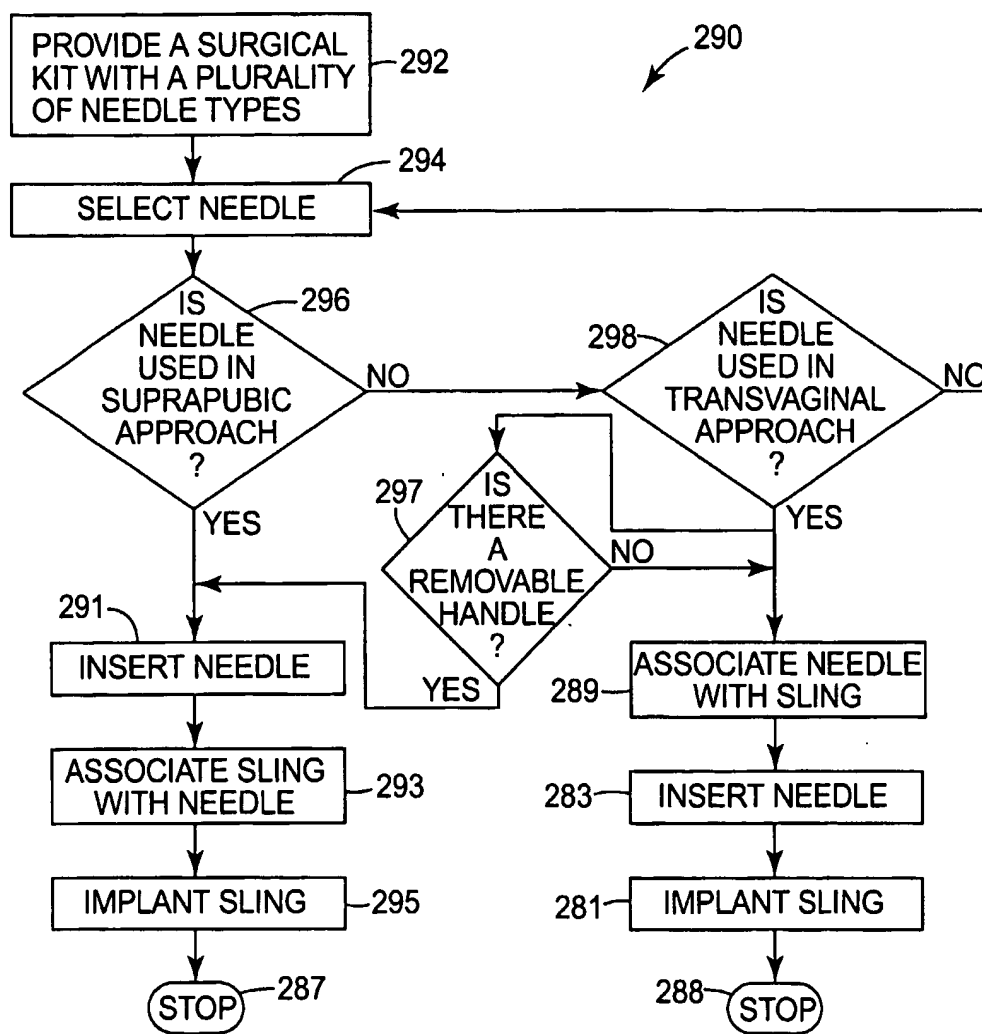 290
PROVIDE A SURGICAL
KIT WITH A PLURALITY
OF NEEDLE TYPES
292
294
SELECT NEEDLE
IS
NEEDLE
USED IN
SUPRAPUBIC
APPROACH
?
296
NO
YES
298
IS
NEEDLE
USED IN
TRANSVAGINAL
APPROACH
?
NO
YES
297
IS
THERE
A
REMOVABLE
HANDLE
?
NO
YES
291
INSERT NEEDLE
ASSOCIATE SLING
WITH NEEDLE
293
IMPLANT SLING
295
STOP
287
ASSOCIATE NEEDLE
WITH SLING
289
283
INSERT NEEDLE
281
IMPLANT SLING
288
STOP